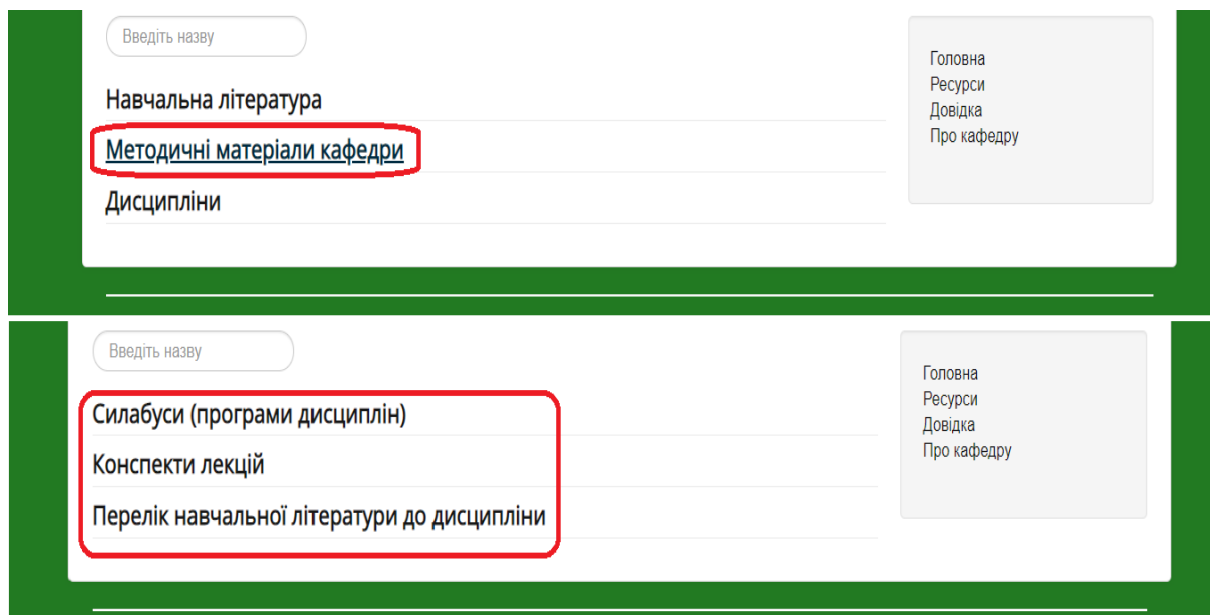 Введіть назву
Навчальна література
Методичні матеріали кафедри
Дисципліни
Головна
Ресурси
Довідка
Про кафедру
Введіть назву
Силабуси (програми дисциплін)
Конспекти лекцій
Перелік навчальної літератури до дисципліни
Головна
Ресурси
Довідка
Про кафедру